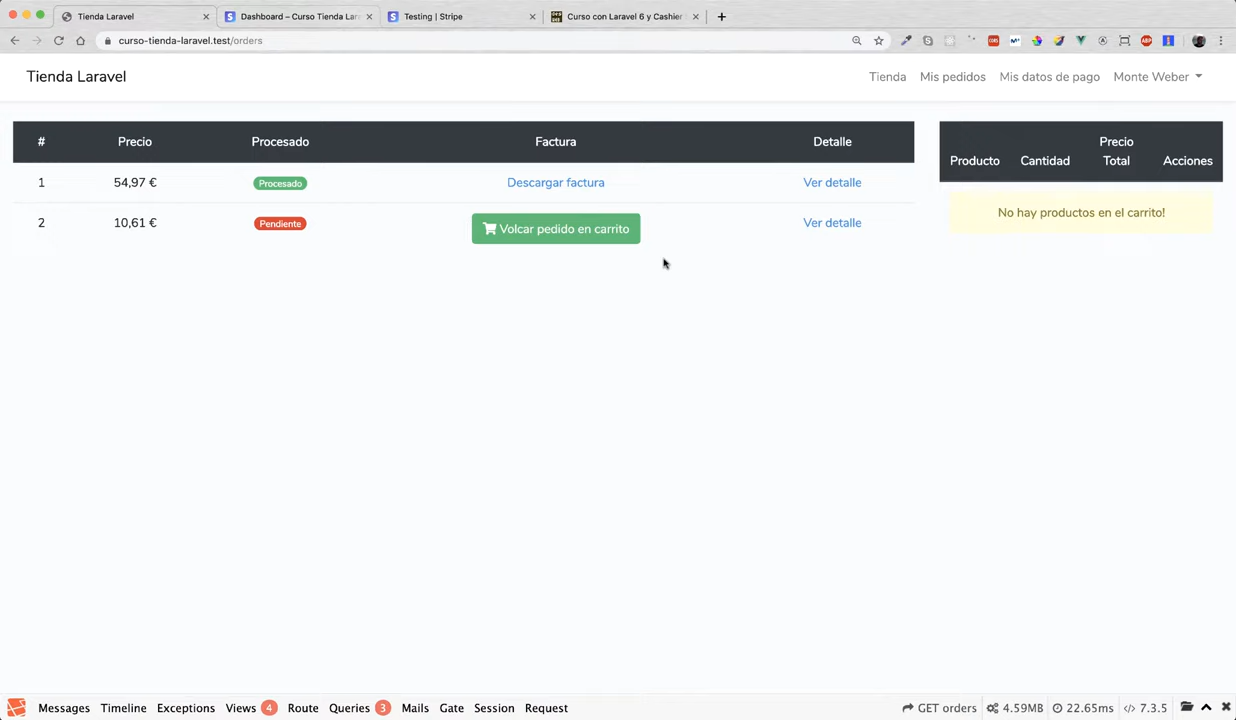 Tienda Laravel
Dashboard – Curso Tienda Lar
Testing | Stripe
Curso con Laravel 6 y Cashier
curso-tienda-laravel.test/orders
Tienda Laravel
Tienda
Mis pedidos
Mis datos de pago
Monte Weber
# Precio Procesado Factura Detalle
1 54,97 € Procesado Descargar factura Ver detalle
2 10,61 € Pendiente Volcar pedido en carrito Ver detalle
Producto Cantidad Precio Total Acciones
No hay productos en el carrito!
Messages Timeline Exceptions Views 4 Route Queries 3 Mails Gate Session Request GET orders 4.59MB 22.65ms 7.3.5